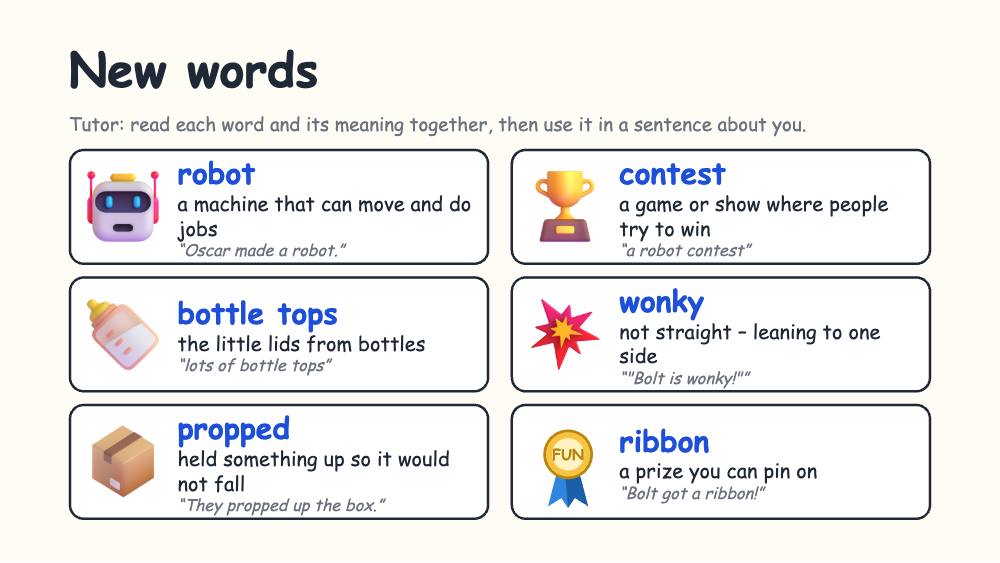 New words
Tutor: read each word and its meaning together, then use it in a sentence about you.
robot
a machine that can move and do
jobs
“Oscar made a robot.”
contest
a game or show where people
try to win
“a robot contest”
bottle tops
the little lids from bottles
“lots of bottle tops”
wonky
not straight – leaning to one
side
“"Bolt is wonky!"”
propped
held something up so it would
not fall
“They propped up the box.”
FUN
ribbon
a prize you can pin on
“Bolt got a ribbon!”